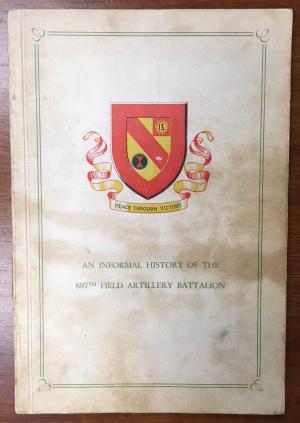 13
PEACE THROUGH VICTORY
AN INFORMAL HISTORY OF THE
697TH FIELD ARTILLERY BATTALION